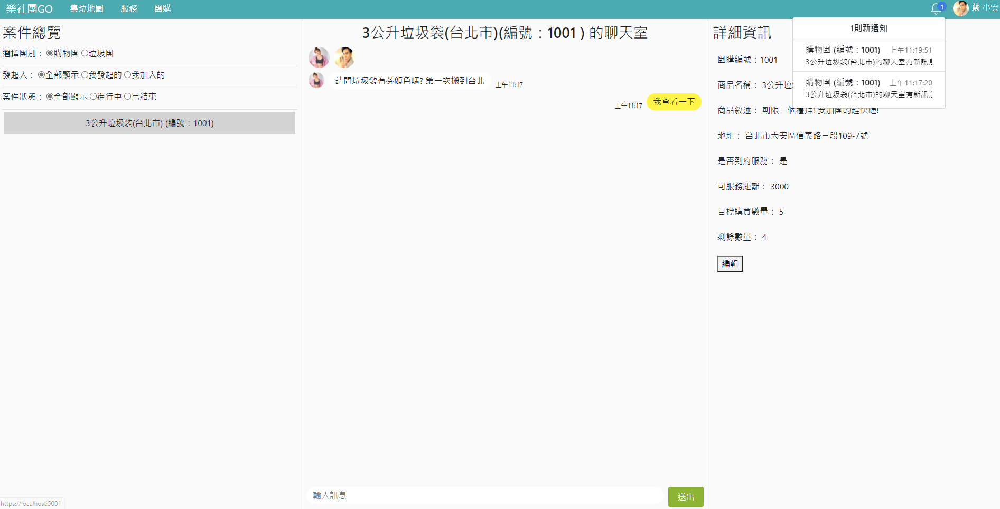 樂社團GO 集垃地圖 服務 團購 1 蔡 小雲
案件總覽
選擇團別： 購物團 垃圾團
發起人： 全部顯示 我發起的 我加入的
案件狀態： 全部顯示 進行中 已結束
3公升垃圾袋(台北市) (編號：1001)
3公升垃圾袋(台北市)(編號：1001 ) 的聊天室
請問垃圾袋有芬顏色嗎? 第一次搬到台北 上午11:17
上午11:17 我查看一下
輸入訊息 送出
詳細資訊
團購編號：1001
商品名稱： 3公升垃
商品敘述： 期限一個禮拜! 要加團的趕快喔!
地址： 台北市大安區信義路三段109-7號
是否到府服務： 是
可服務距離： 3000
目標購買數量： 5
剩餘數量： 4
編輯
1則新通知
購物團 (編號：1001) 上午11:19:51
3公升垃圾袋(台北市)的聊天室有新訊息
購物團 (編號：1001) 上午11:17:20
3公升垃圾袋(台北市)的聊天室有新訊息
https://localhost:5001